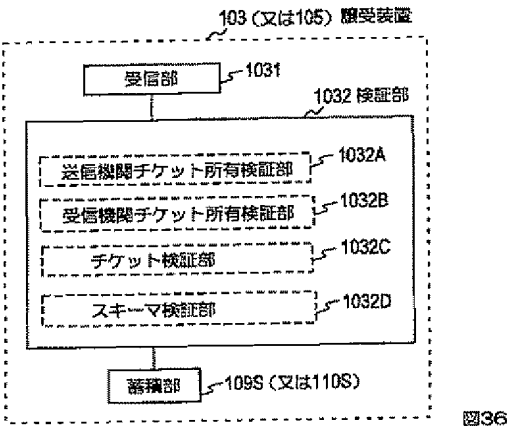 103（又は105）譲受装置
受信部
1031
1032 検証部
送信機関チケット所有検証部
1032A
受信機関チケット所有検証部
1032B
チケット検証部
1032C
スキーマ検証部
1032D
蓄積部
109S（又は110S）
図36